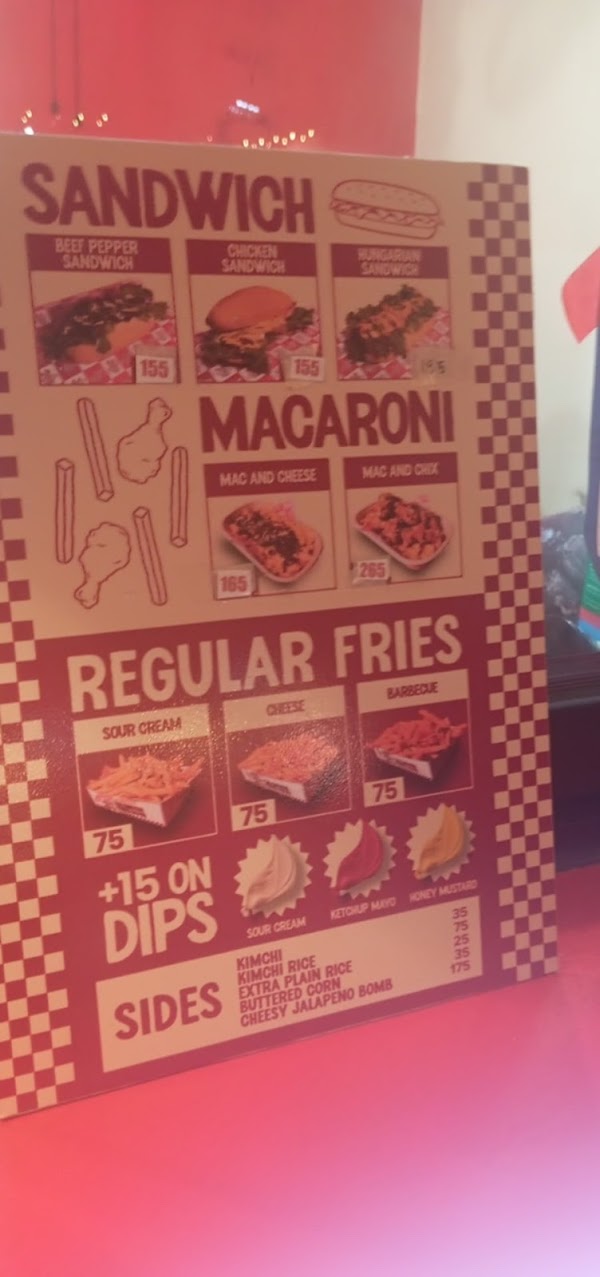 SANDWICH
BEEF PEPPER
SANDWICH
155
CHICKEN
SANDWICH
155
HUNGARIAN
SANDWICH
MACARONI
MAC AND CHEESE
165
MAC AND CHIX
265
REGULAR FRIES
SOUR CREAM
75
CHEESE
75
BARBECUE
75
+15 ON
DIPS
SOUR CREAM
KETCHUP MAYO
HONEY MUSTARD
SIDES
KIMCHI 35
KIMCHI RICE 75
EXTRA PLAIN RICE 25
BUTTERED CORN 35
CHEESY JALAPENO BOMB 175